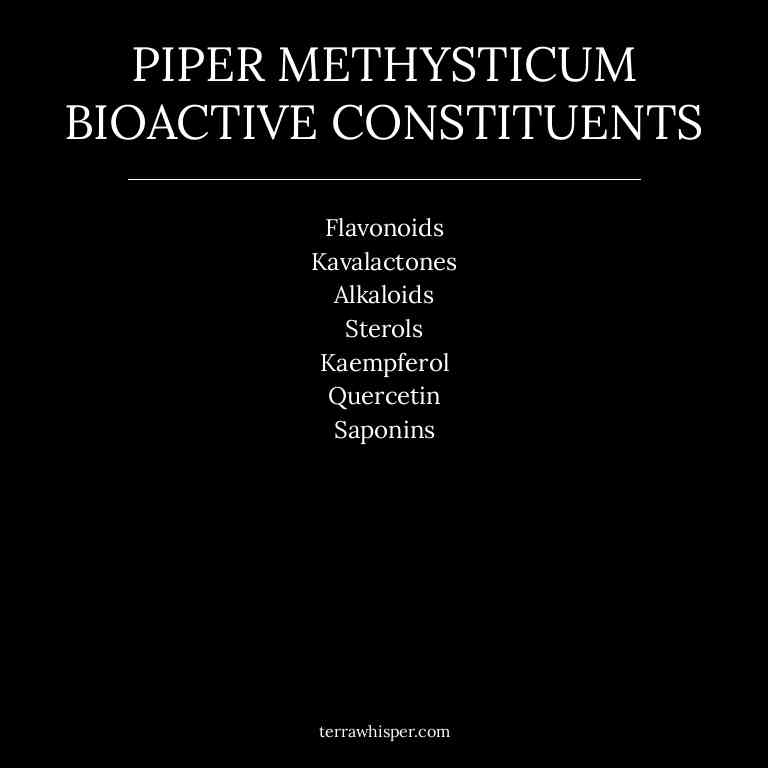 PIPER METHYSTICUM
BIOACTIVE CONSTITUENTS
Flavonoids
Kavalactones
Alkaloids
Sterols
Kaempferol
Quercetin
Saponins
terrawhisper.com